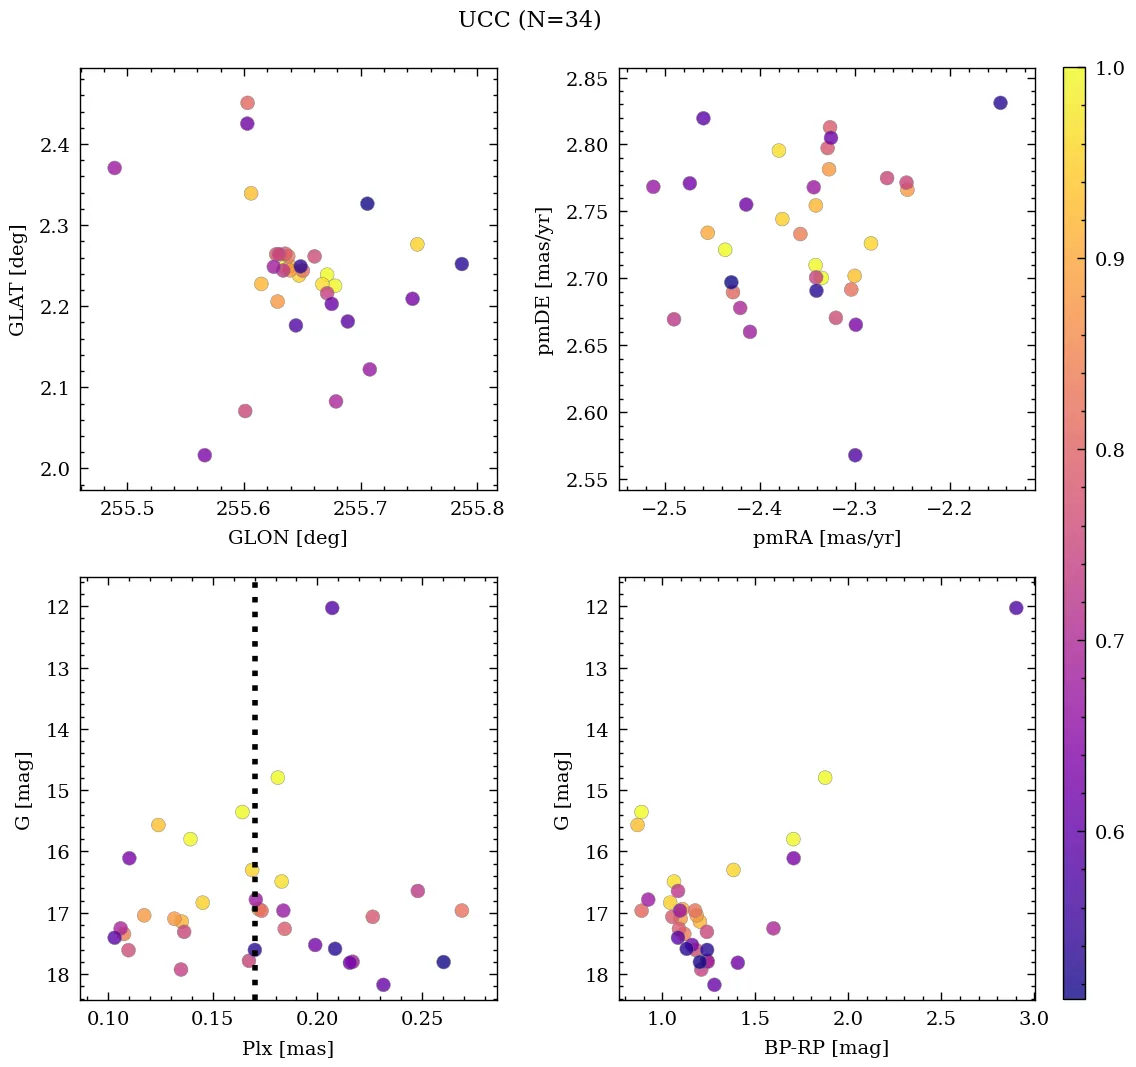 UCC (N=34)
2.4
2.3
2.2
2.1
2.0
GLAT [deg]
255.5 255.6 255.7 255.8
GLON [deg]
2.85
2.80
2.75
2.70
2.65
2.60
2.55
pmDE [mas/yr]
−2.5 −2.4 −2.3 −2.2
pmRA [mas/yr]
12
13
14
15
16
17
18
G [mag]
0.10 0.15 0.20 0.25
Plx [mas]
12
13
14
15
16
17
18
G [mag]
1.0 1.5 2.0 2.5 3.0
BP-RP [mag]
1.0
0.9
0.8
0.7
0.6